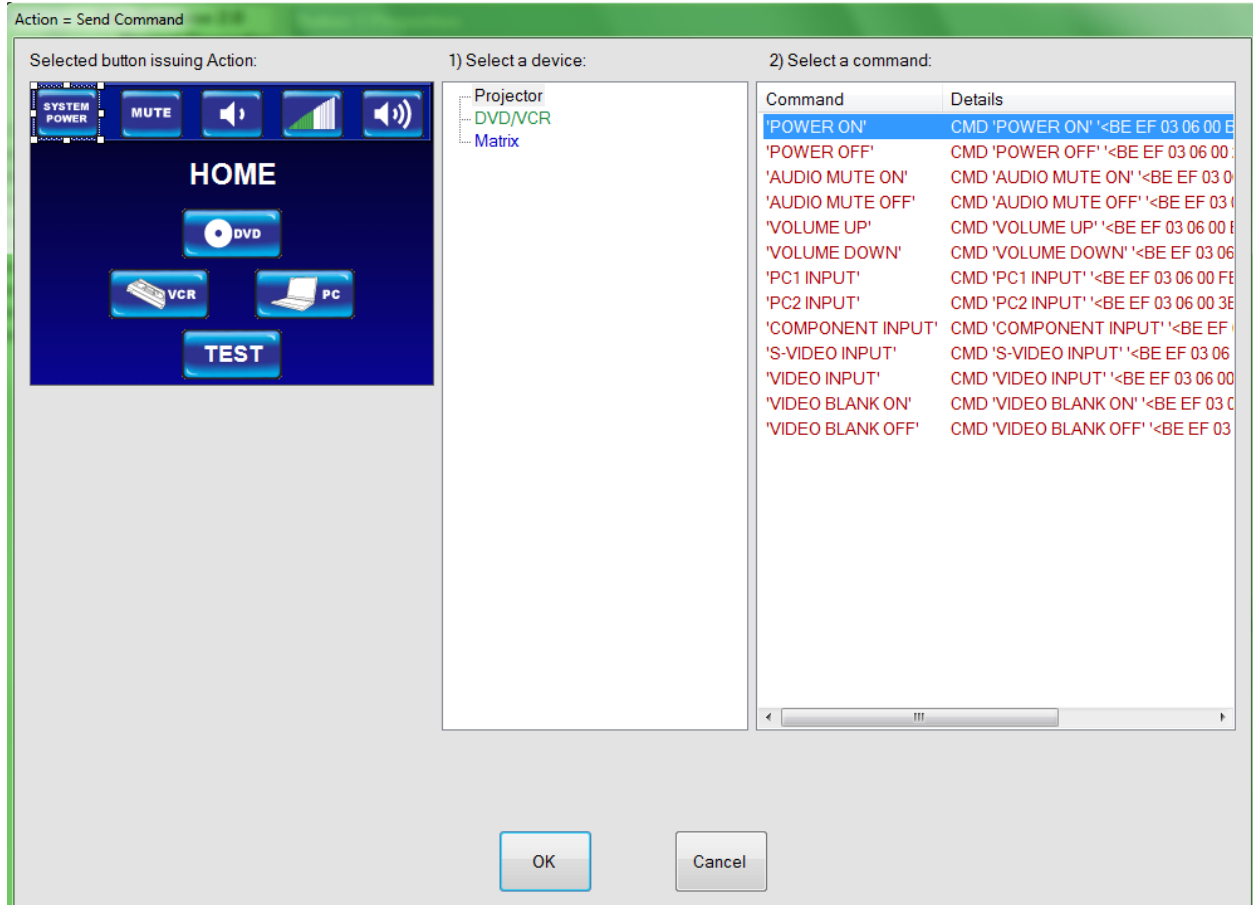 Action = Send Command
Selected button issuing Action:
1) Select a device:
2) Select a command:
SYSTEM
POWER
MUTE
HOME
DVD
VCR
PC
TEST
Projector
DVD/VCR
Matrix
Command Details
'POWER ON' CMD 'POWER ON' '<BE EF 03 06 00
'POWER OFF' CMD 'POWER OFF' '<BE EF 03 06 00
'AUDIO MUTE ON' CMD 'AUDIO MUTE ON' '<BE EF 03
'AUDIO MUTE OFF' CMD 'AUDIO MUTE OFF' '<BE EF 03
'VOLUME UP' CMD 'VOLUME UP' '<BE EF 03 06 00
'VOLUME DOWN' CMD 'VOLUME DOWN' '<BE EF 03 06
'PC1 INPUT' CMD 'PC1 INPUT' '<BE EF 03 06 00 FE
'PC2 INPUT' CMD 'PC2 INPUT' '<BE EF 03 06 00 3E
'COMPONENT INPUT' CMD 'COMPONENT INPUT' '<BE EF
'S-VIDEO INPUT' CMD 'S-VIDEO INPUT' '<BE EF 03 06
'VIDEO INPUT' CMD 'VIDEO INPUT' '<BE EF 03 06 00
'VIDEO BLANK ON' CMD 'VIDEO BLANK ON' '<BE EF 03
'VIDEO BLANK OFF' CMD 'VIDEO BLANK OFF' '<BE EF 03
OK
Cancel